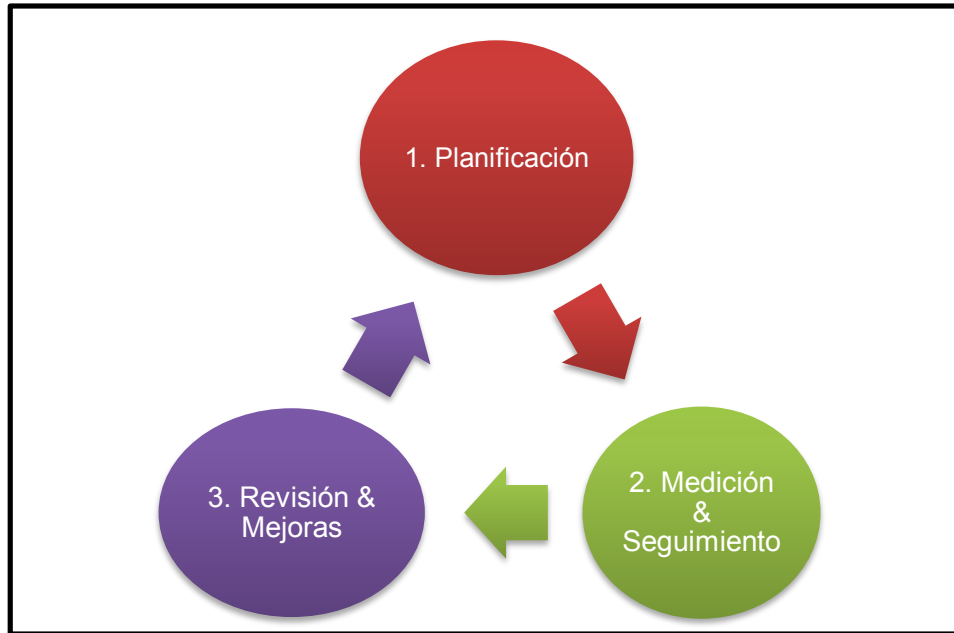 1. Planificación
2. Medición
&
Seguimiento
3. Revisión &
Mejoras